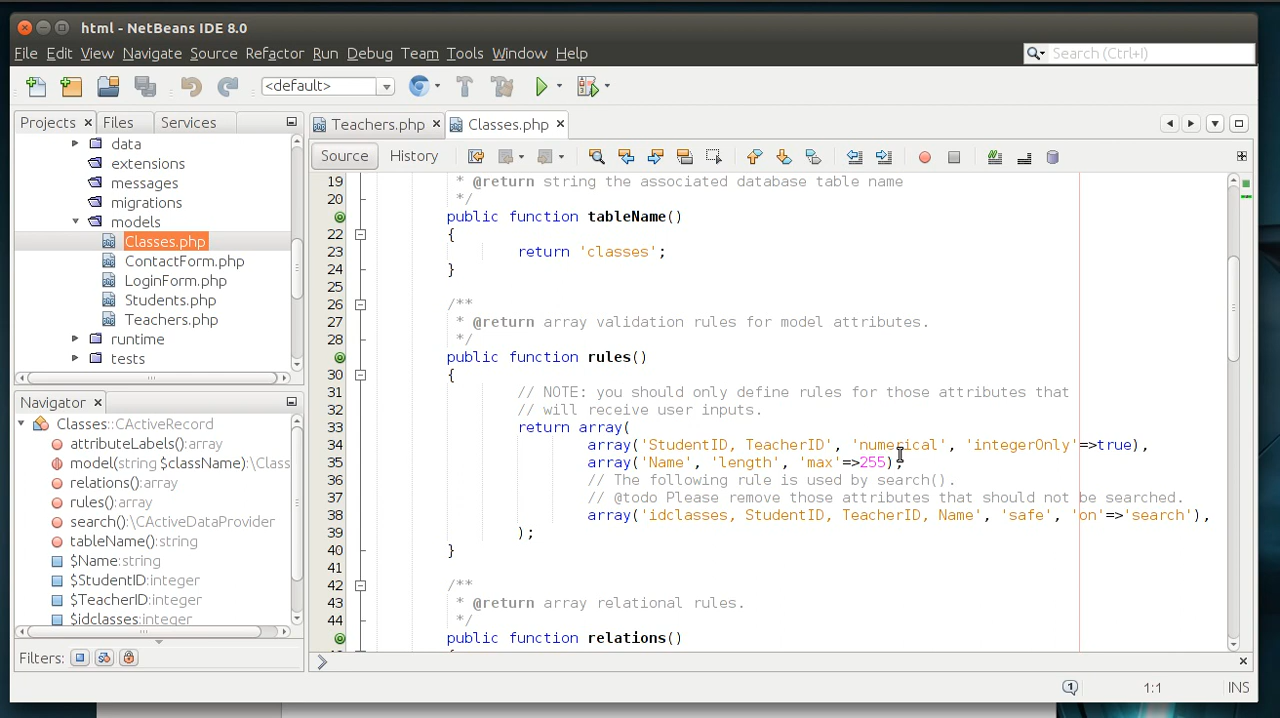 html - NetBeans IDE 8.0
File Edit View Navigate Source Refactor Run Debug Team Tools Window Help
Search (Ctrl+I)
<default>
Projects Files Services
data
extensions
messages
migrations
models
Classes.php
ContactForm.php
LoginForm.php
Students.php
Teachers.php
runtime
tests
Navigator
Classes::CActiveRecord
attributeLabels():array
model(string $className):\Class
relations():array
rules():array
search():\CActiveDataProvider
tableName():string
$Name:string
$StudentID:integer
$TeacherID:integer
$idclasses:integer
Filters:
Teachers.php Classes.php
Source History
19 * @return string the associated database table name
20 */
public function tableName()
22 {
23 return 'classes';
24 }
25
26 /**
27 * @return array validation rules for model attributes.
28 */
public function rules()
30 {
31 // NOTE: you should only define rules for those attributes that
32 // will receive user inputs.
33 return array(
34 array('StudentID, TeacherID', 'numerical', 'integerOnly'=>true),
35 array('Name', 'length', 'max'=>255),
36 // The following rule is used by search().
37 // @todo Please remove those attributes that should not be searched.
38 array('idclasses, StudentID, TeacherID, Name', 'safe', 'on'=>'search'),
39 );
40 }
41
42 /**
43 * @return array relational rules.
44 */
public function relations()
1
1:1
INS